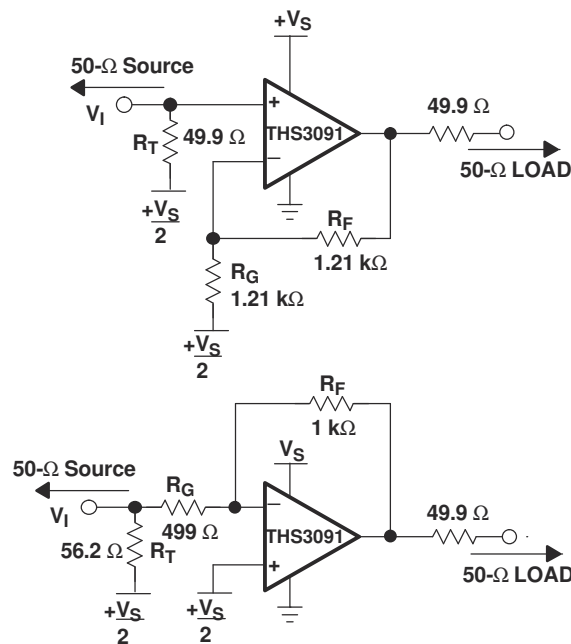 +VS
50-Ω Source
VI
RT
49.9 Ω
+VS
2
+
THS3091
−
49.9 Ω
50-Ω LOAD
RF
1.21 kΩ
RG
1.21 kΩ
+VS
2
RF
1 kΩ
50-Ω Source
VS
RG
VI
499 Ω
56.2 Ω
RT
−
THS3091
+
49.9 Ω
50-Ω LOAD
+VS
2
+VS
2